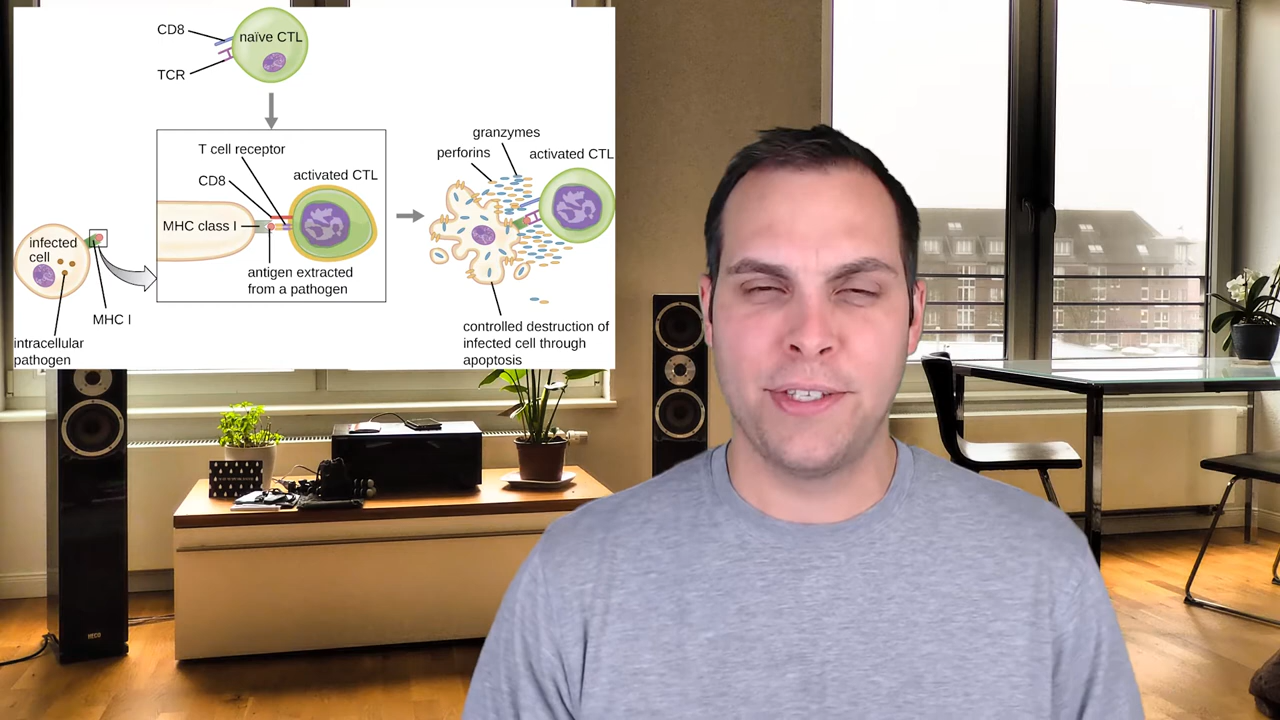 CD8
naïve CTL
TCR
granzymes
T cell receptor
perforins
activated CTL
activated CTL
CD8
MHC class I
infected
cell
antigen extracted
from a pathogen
MHC I
controlled destruction of
infected cell through
apoptosis
intracellular
pathogen
HECO